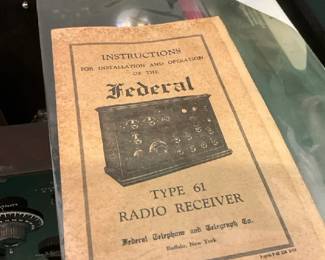 INSTRUCTIONS
FOR INSTALLATION AND OPERATION
OF THE
Federal
TYPE 61
RADIO RECEIVER
Federal Telephone and Telegraph Co.
Buffalo, New York